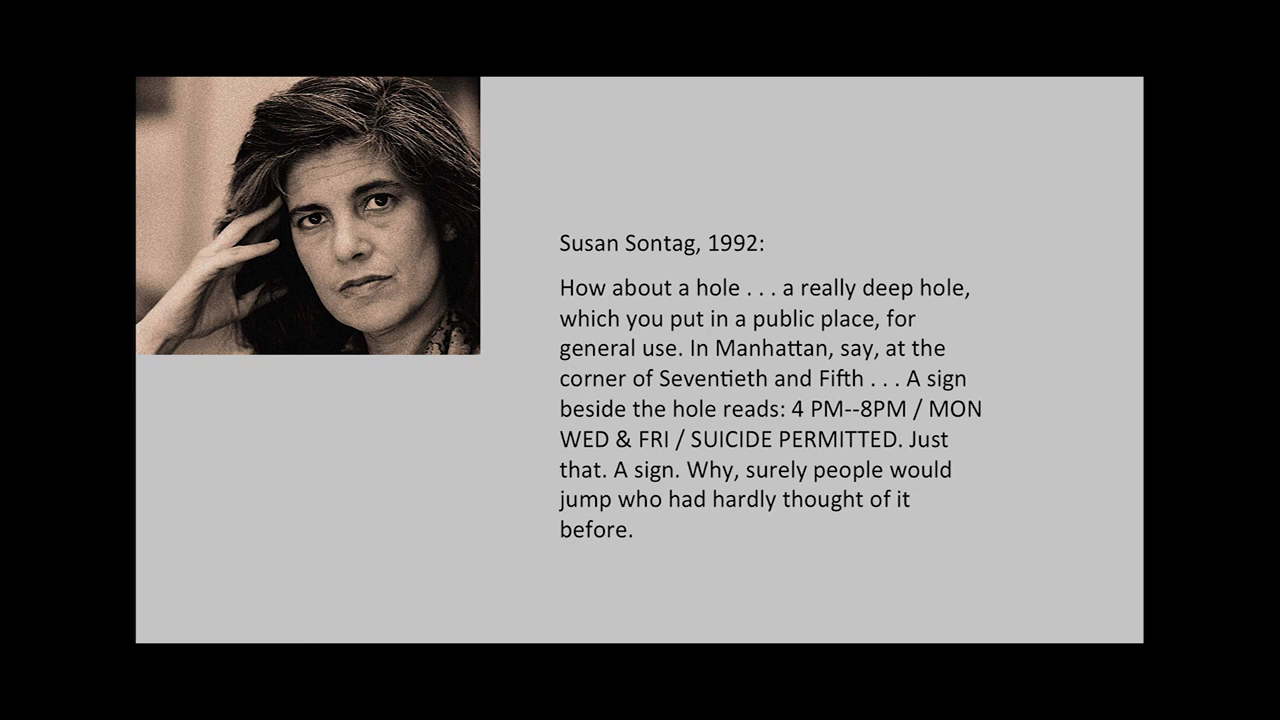 Susan Sontag, 1992:
How about a hole . . . a really deep hole,
which you put in a public place, for
general use. In Manhattan, say, at the
corner of Seventieth and Fifth . . . A sign
beside the hole reads: 4 PM--8PM / MON
WED & FRI / SUICIDE PERMITTED. Just
that. A sign. Why, surely people would
jump who had hardly thought of it
before.